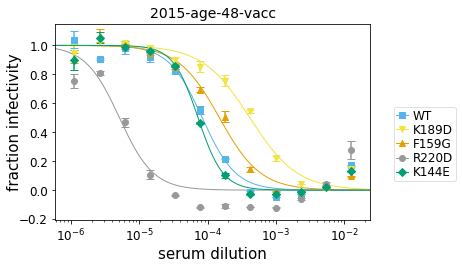 2015-age-48-vacc
fraction infectivity
1.0
0.8
0.6
0.4
0.2
0.0
−0.2
10⁻⁶ 10⁻⁵ 10⁻⁴ 10⁻³ 10⁻²
serum dilution
WT
K189D
F159G
R220D
K144E